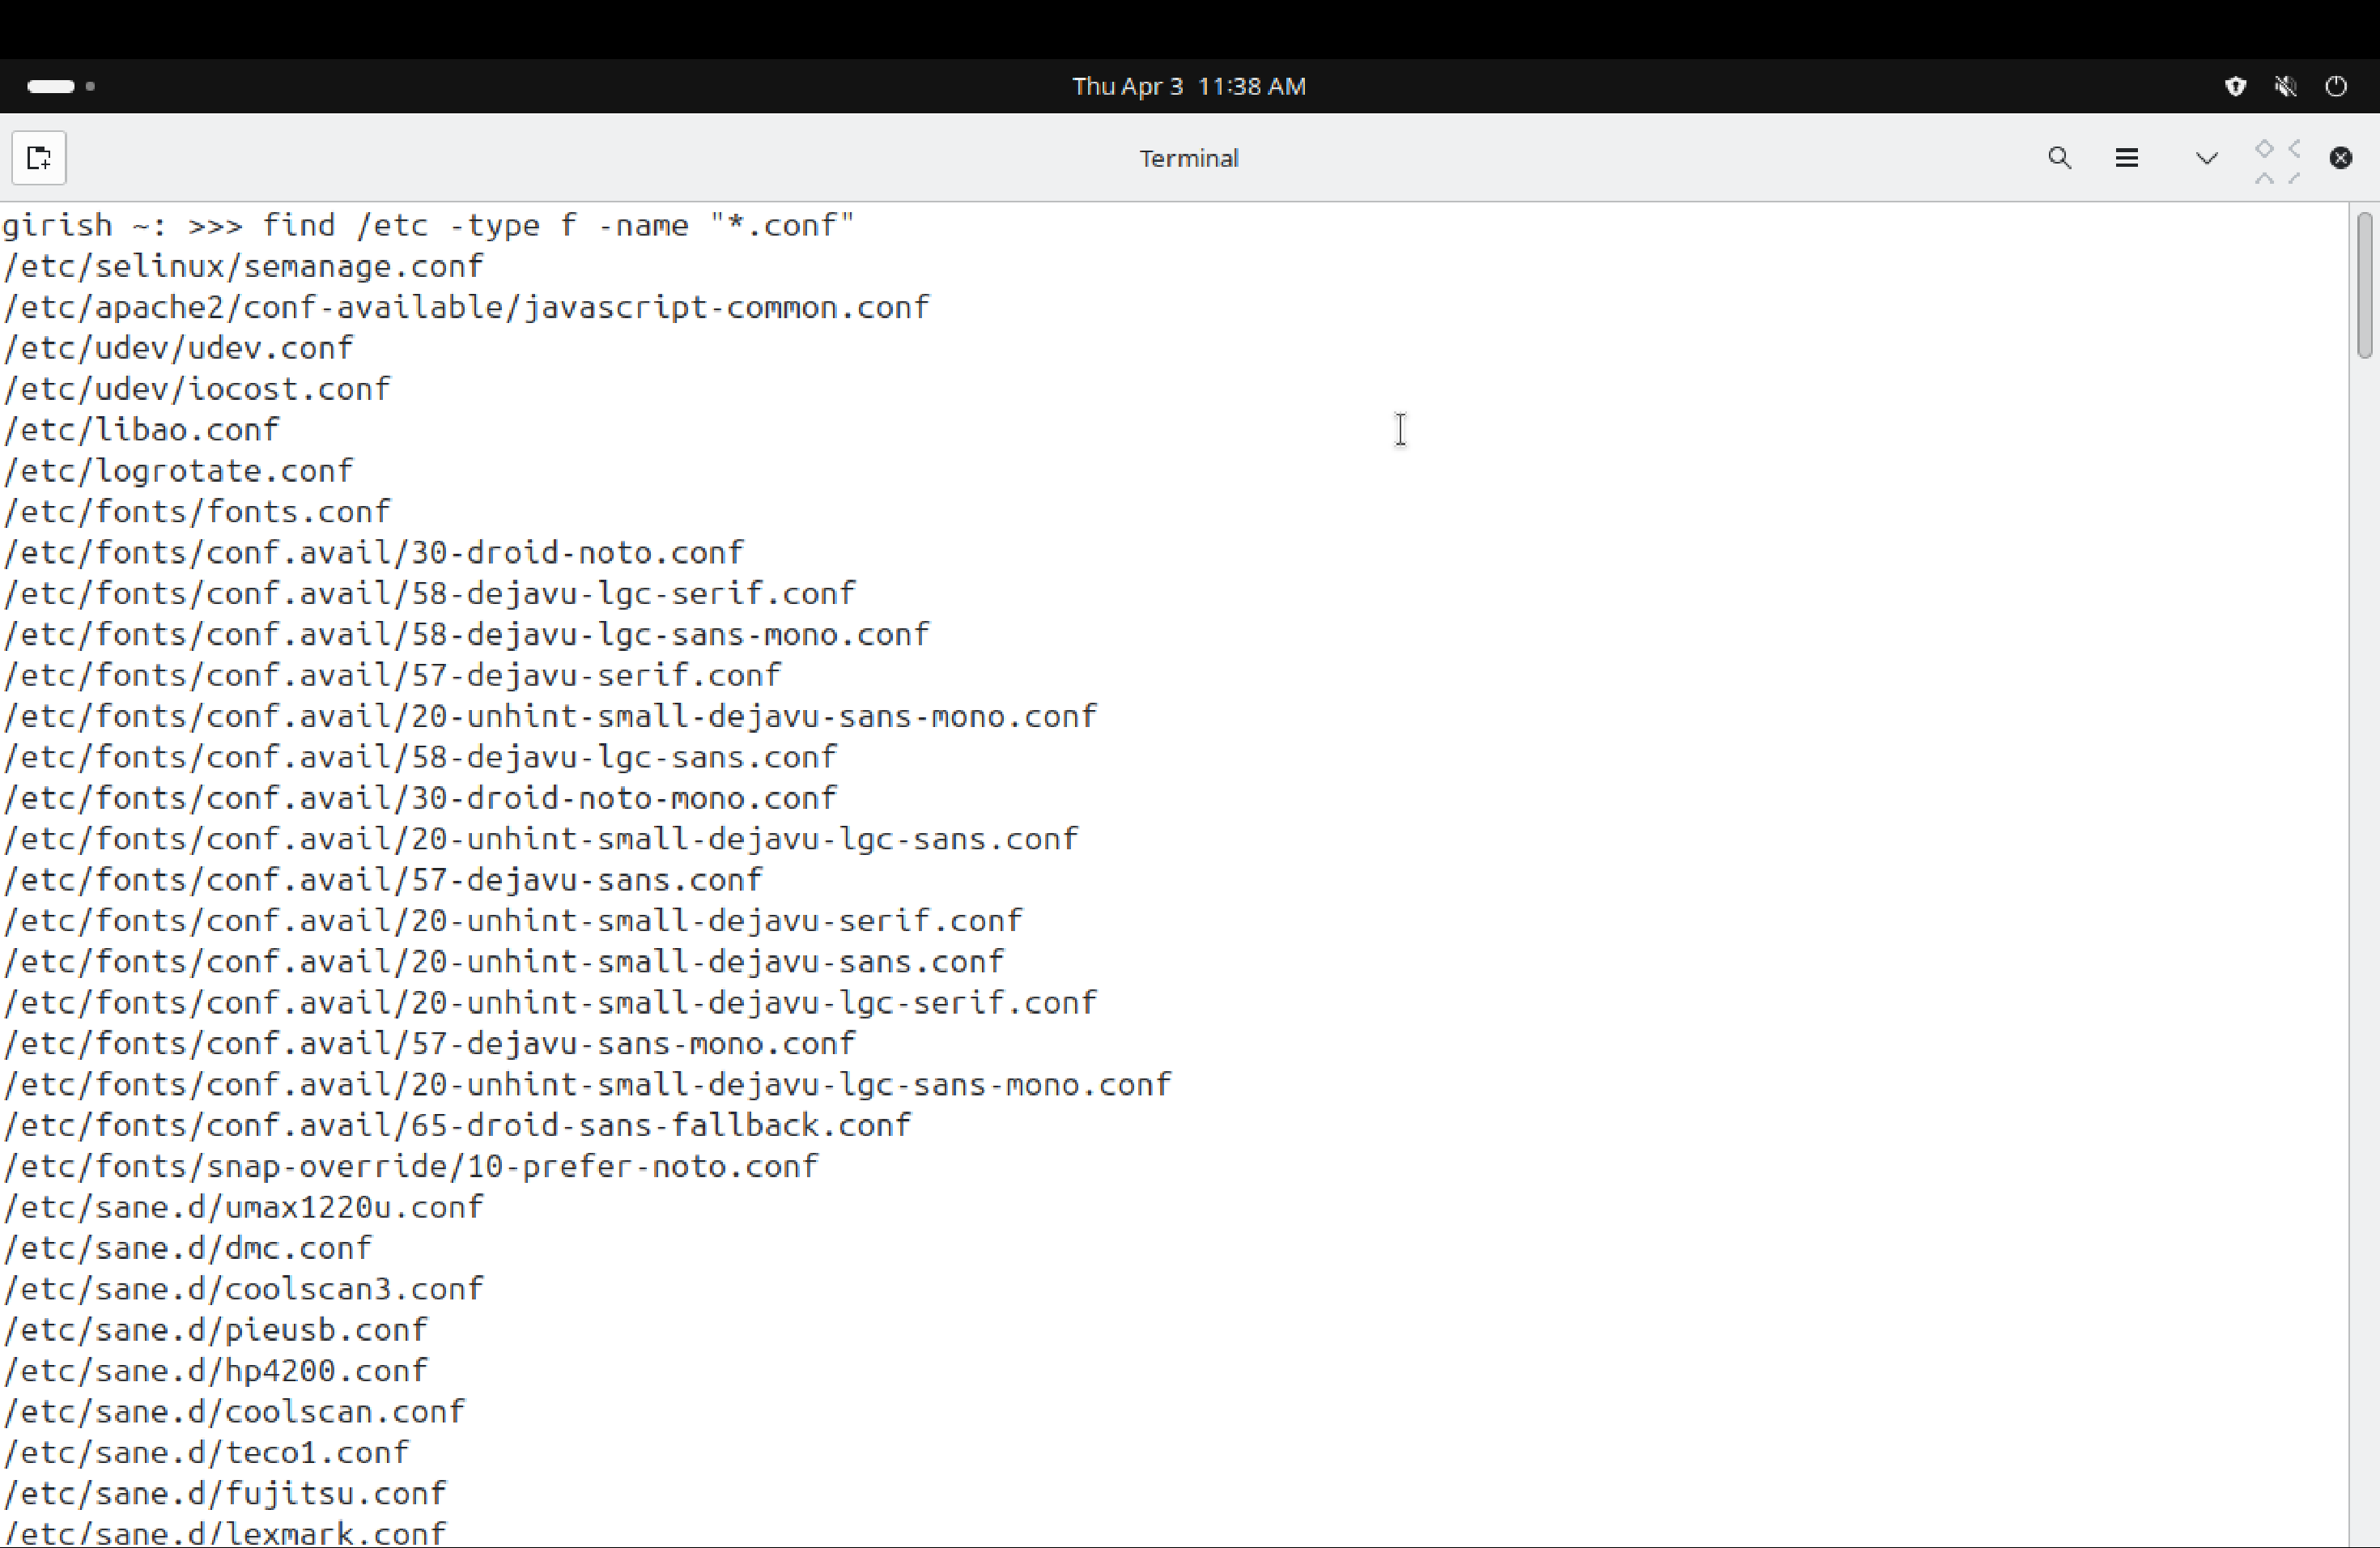 Thu Apr 3 11:38 AM
Terminal
girish ~: >>> find /etc -type f -name "*.conf"
/etc/selinux/semanage.conf
/etc/apache2/conf-available/javascript-common.conf
/etc/udev/udev.conf
/etc/udev/iocost.conf
/etc/libao.conf
/etc/logrotate.conf
/etc/fonts/fonts.conf
/etc/fonts/conf.avail/30-droid-noto.conf
/etc/fonts/conf.avail/58-dejavu-lgc-serif.conf
/etc/fonts/conf.avail/58-dejavu-lgc-sans-mono.conf
/etc/fonts/conf.avail/57-dejavu-serif.conf
/etc/fonts/conf.avail/20-unhint-small-dejavu-sans-mono.conf
/etc/fonts/conf.avail/58-dejavu-lgc-sans.conf
/etc/fonts/conf.avail/30-droid-noto-mono.conf
/etc/fonts/conf.avail/20-unhint-small-dejavu-lgc-sans.conf
/etc/fonts/conf.avail/57-dejavu-sans.conf
/etc/fonts/conf.avail/20-unhint-small-dejavu-serif.conf
/etc/fonts/conf.avail/20-unhint-small-dejavu-sans.conf
/etc/fonts/conf.avail/20-unhint-small-dejavu-lgc-serif.conf
/etc/fonts/conf.avail/57-dejavu-sans-mono.conf
/etc/fonts/conf.avail/20-unhint-small-dejavu-lgc-sans-mono.conf
/etc/fonts/conf.avail/65-droid-sans-fallback.conf
/etc/fonts/snap-override/10-prefer-noto.conf
/etc/sane.d/umax1220u.conf
/etc/sane.d/dmc.conf
/etc/sane.d/coolscan3.conf
/etc/sane.d/pieusb.conf
/etc/sane.d/hp4200.conf
/etc/sane.d/coolscan.conf
/etc/sane.d/teco1.conf
/etc/sane.d/fujitsu.conf
/etc/sane.d/lexmark.conf